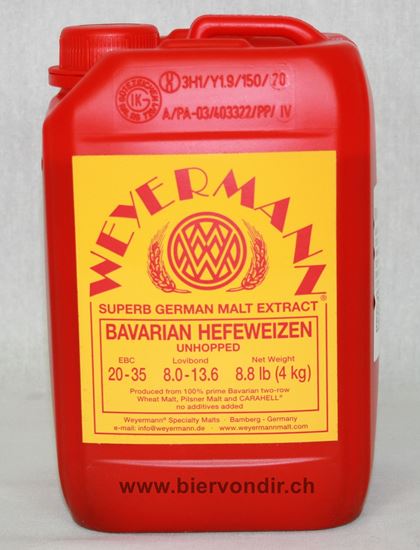 3H1/Y1.9/150/ 20
A/PA-03/403322/PP/ IV
WEYERMANN®
SUPERB GERMAN MALT EXTRACT
BAVARIAN HEFEWEIZEN
UNHOPPED
EBC Lovibond Net Weight
20-35 8.0-13.6 8.8 lb (4 kg)
Produced from 100% prime Bavarian two-row
Wheat Malt, Pilsner Malt and CARAHELL®
no additives added
Weyermann® Specialty Malts - Bamberg - Germany
e-mail: info@weyermann.de - www.weyermannmalt.com
www.biervondir.ch